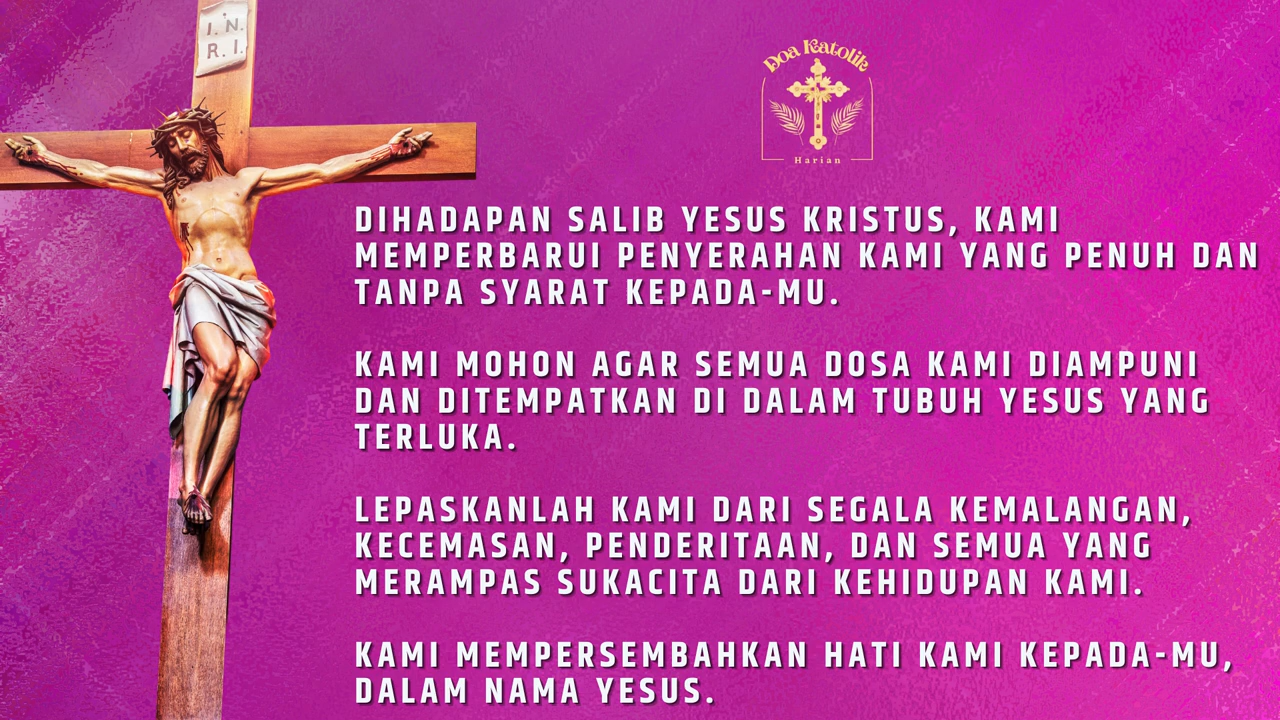 I. N.
R. I.
Doa Katolik
Harian
DIHADAPAN SALIB YESUS KRISTUS, KAMI
MEMPERBARUI PENYERAHAN KAMI YANG PENUH DAN
TANPA SYARAT KEPADA-MU.
KAMI MOHON AGAR SEMUA DOSA KAMI DIAMPUNI
DAN DITEMPATKAN DI DALAM TUBUH YESUS YANG
TERLUKA.
LEPASKANLAH KAMI DARI SEGALA KEMALANGAN,
KECEMASAN, PENDERITAAN, DAN SEMUA YANG
MERAMPAS SUKACITA DARI KEHIDUPAN KAMI.
KAMI MEMPERSEMBAHKAN HATI KAMI KEPADA-MU,
DALAM NAMA YESUS.